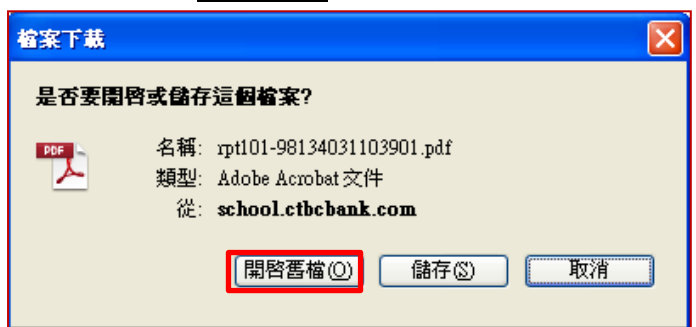 檔案下載
是否要開啓或儲存這個檔案?
PDF
名稱: rpt101-98134031103901.pdf
類型: Adobe Acrobat 文件
從: school.ctbcbank.com
開啓舊檔(O) 儲存(S) 取消